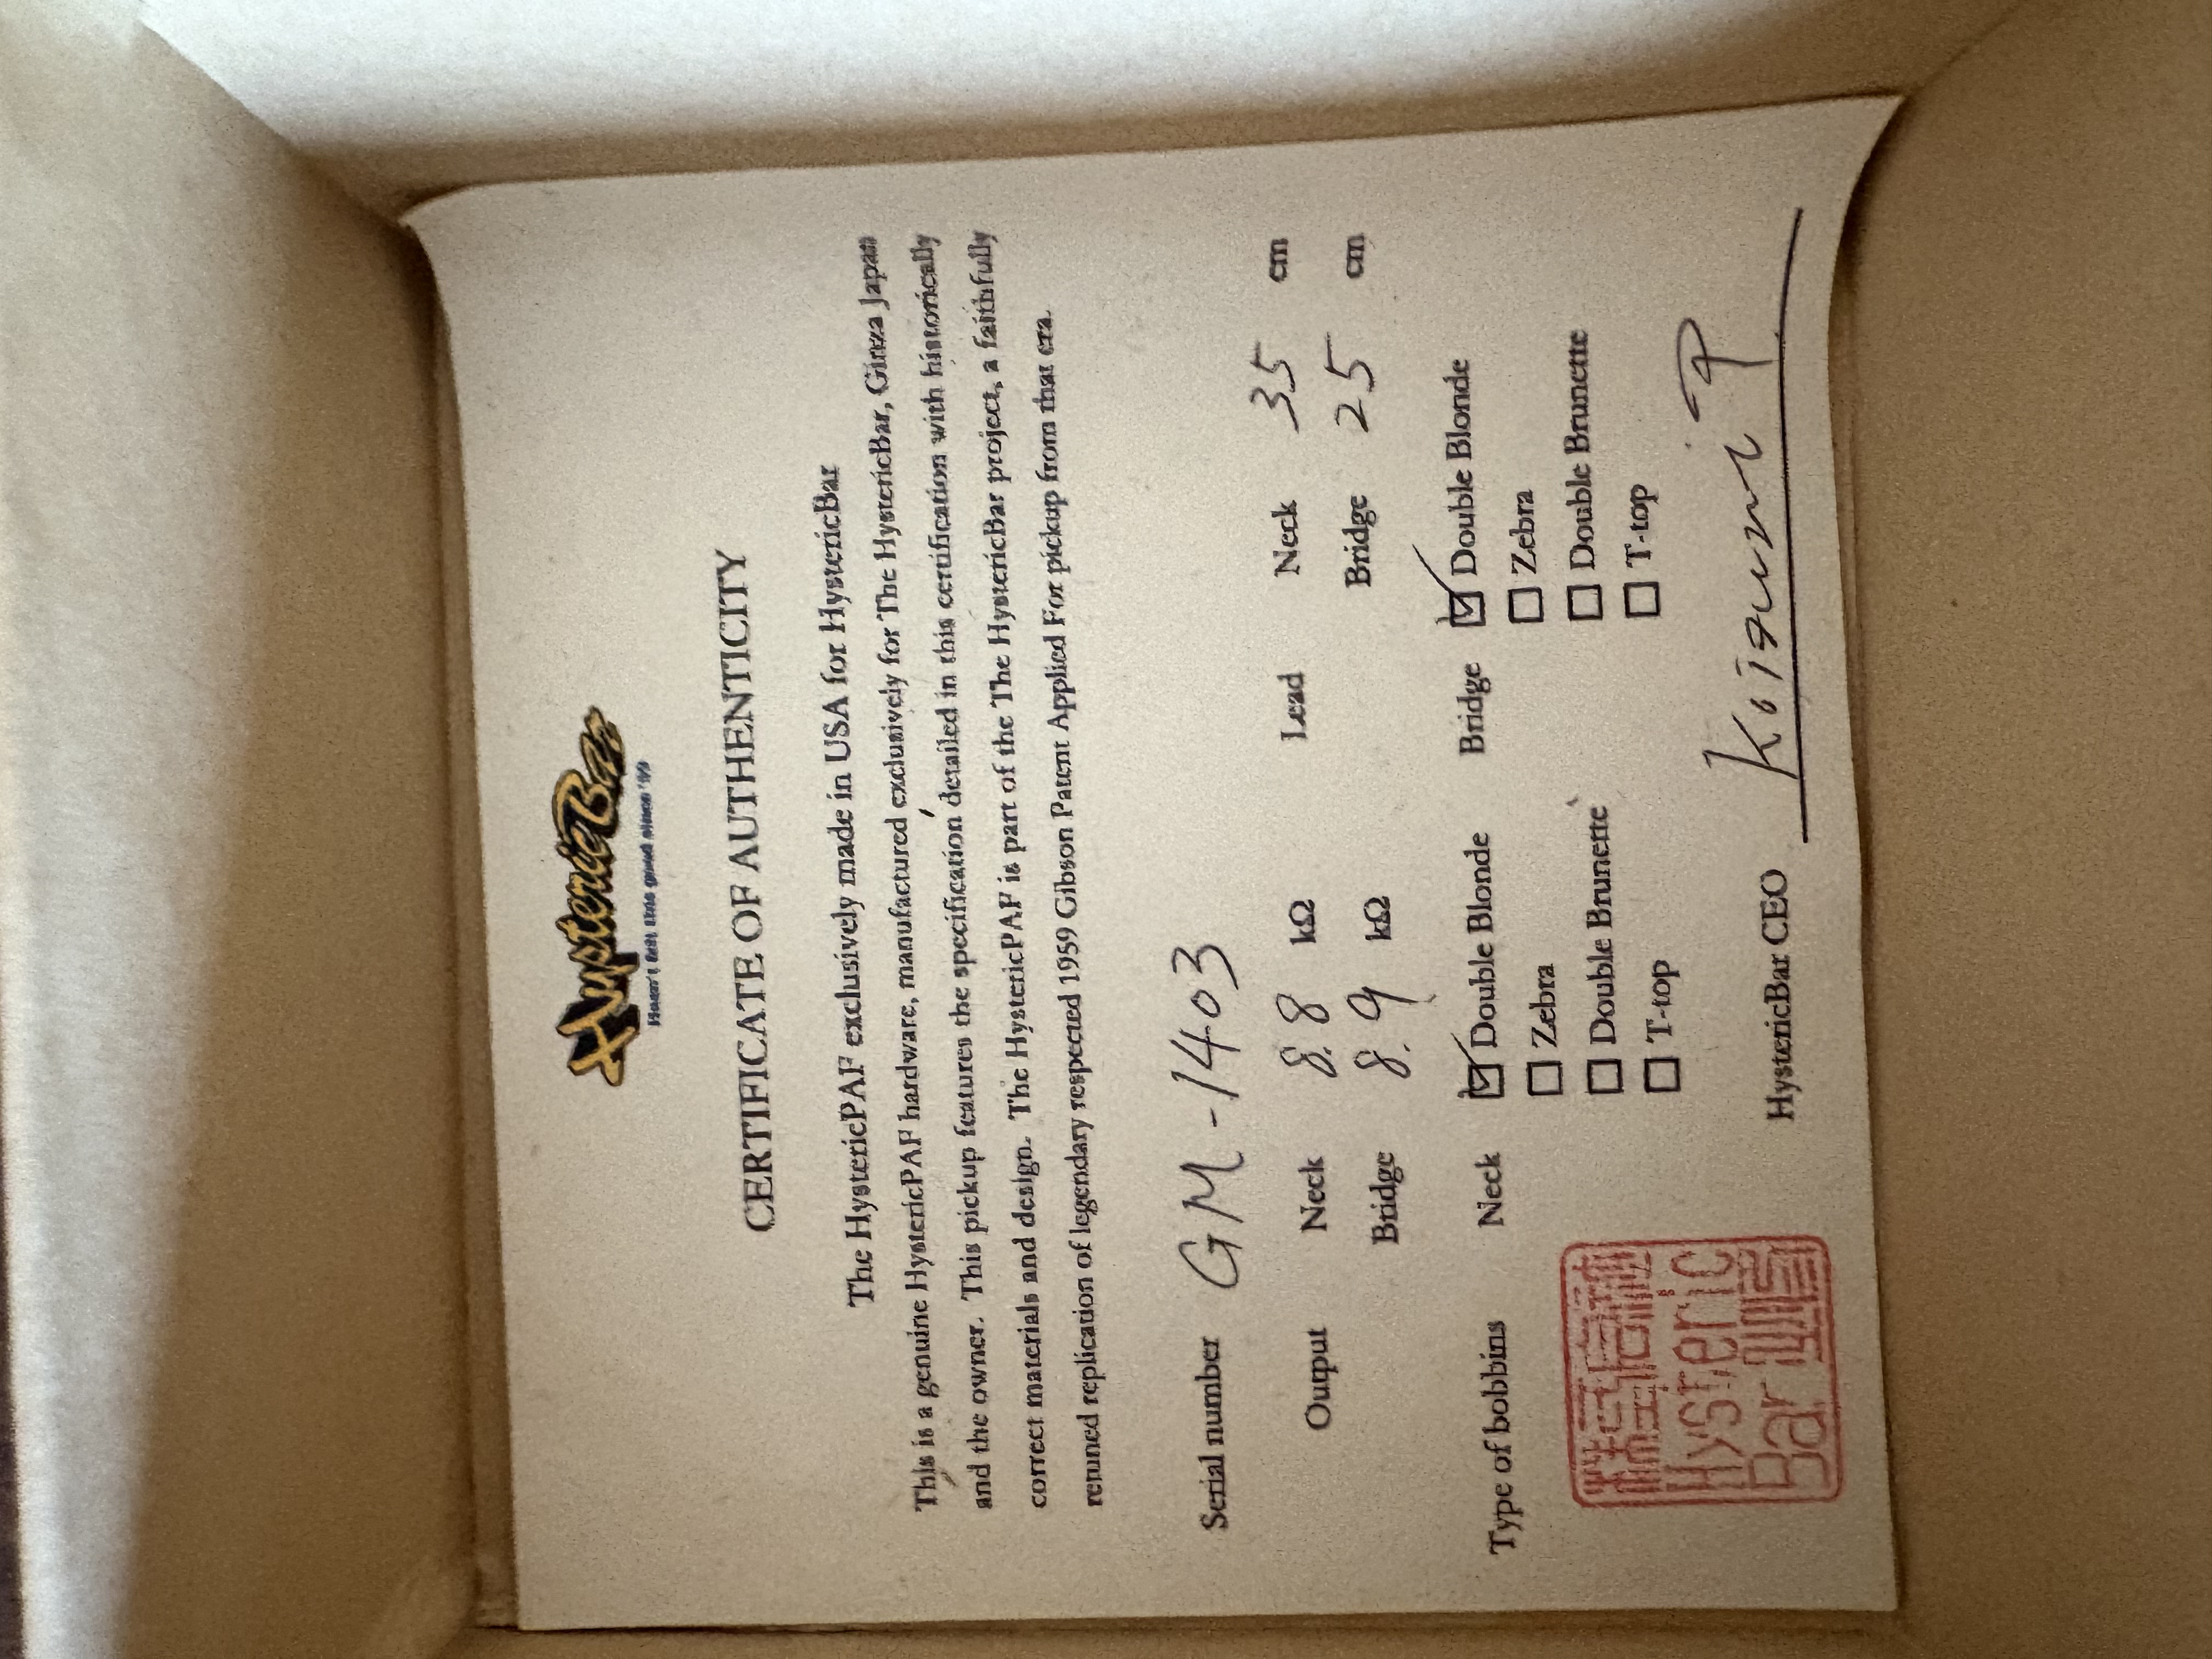 HystericBar
CERTIFICATE OF AUTHENTICITY
The HystericPAF exclusively made in USA for HystericBar
This is a genuine HystericPAF hardware, manufactured exclusively for The HystericBar, Ginza Japan
and the owner. This pickup features the specification detailed in this certification with historically
correct materials and design. The HystericPAF is part of the The HystericBar project, a faithfully
retuned replication of legendary respected 1959 Gibson Patent Applied For pickup from that era.
Serial number GM-1403
Output Neck 8.8 kΩ Lead Neck 35 cm
Bridge 8.9 kΩ Bridge 25 cm
Type of bobbins Neck ☑ Double Blonde Bridge ☑ Double Blonde
☐ Zebra ☐ Zebra
☐ Double Brunette ☐ Double Brunette
☐ T-top ☐ T-top
HystericBar CEO
Hysteric
Bar